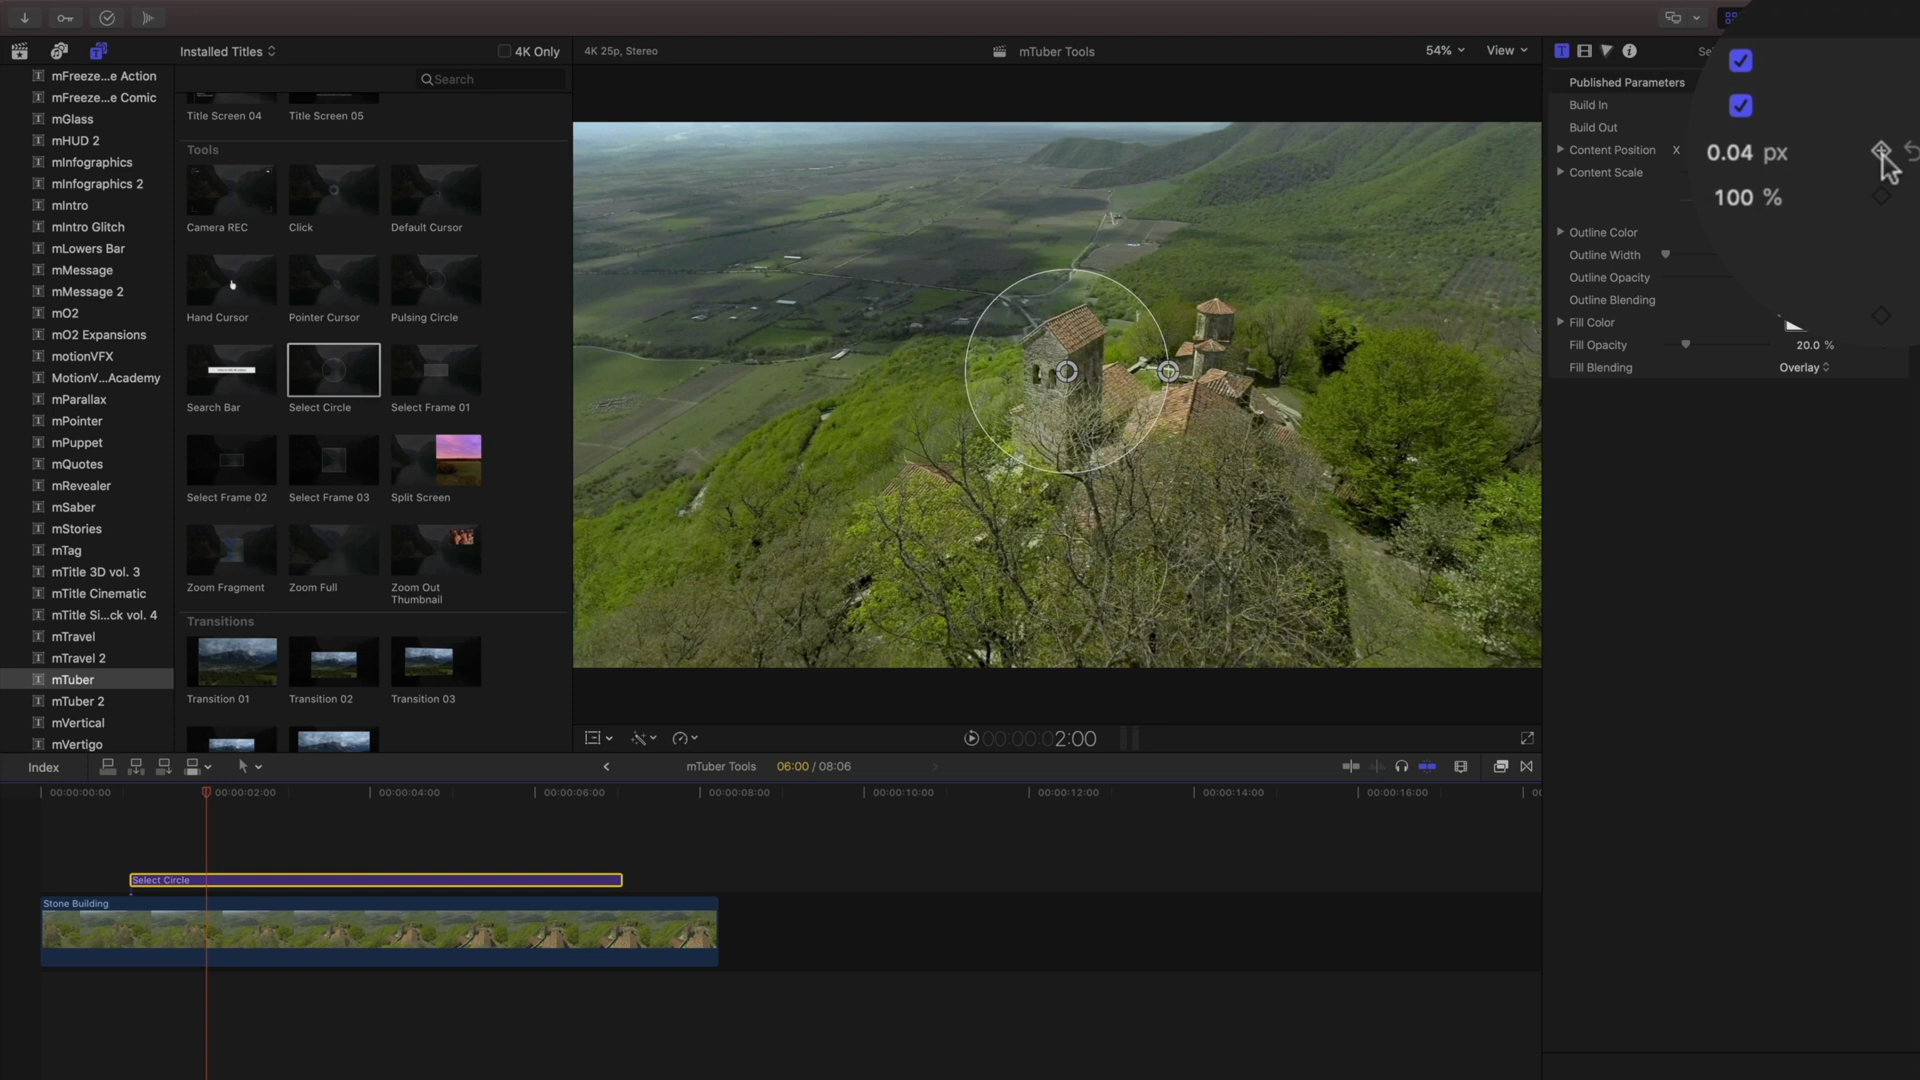 Installed Titles
4K Only
4K 25p, Stereo
mTuber Tools
54%
View
Search
mFreeze...e Action
mFreeze...e Comic
mGlass
mHUD 2
mInfographics
mInfographics 2
mIntro
mIntro Glitch
mLowers Bar
mMessage
mMessage 2
mO2
mO2 Expansions
motionVFX
MotionV...Academy
mParallax
mPointer
mPuppet
mQuotes
mRevealer
mSaber
mStories
mTag
mTitle 3D vol. 3
mTitle Cinematic
mTitle Si...ck vol. 4
mTravel
mTravel 2
mTuber
mTuber 2
mVertical
mVertigo
Title Screen 04
Title Screen 05
Tools
Camera REC
Click
Default Cursor
Hand Cursor
Pointer Cursor
Pulsing Circle
Search Bar
Select Circle
Select Frame 01
Select Frame 02
Select Frame 03
Split Screen
Zoom Fragment
Zoom Full
Zoom Out
Thumbnail
Transitions
Transition 01
Transition 02
Transition 03
Published Parameters
Build In
Build Out
Content Position X 0.04 px
Content Scale 100 %
Outline Color
Outline Width
Outline Opacity
Outline Blending
Fill Color
Fill Opacity 20.0 %
Fill Blending Overlay
00:00:02:00
Index
mTuber Tools 06:00 / 08:06
00:00:00:00
00:00:02:00
00:00:04:00
00:00:06:00
00:00:08:00
00:00:10:00
00:00:12:00
00:00:14:00
00:00:16:00
Select Circle
Stone Building